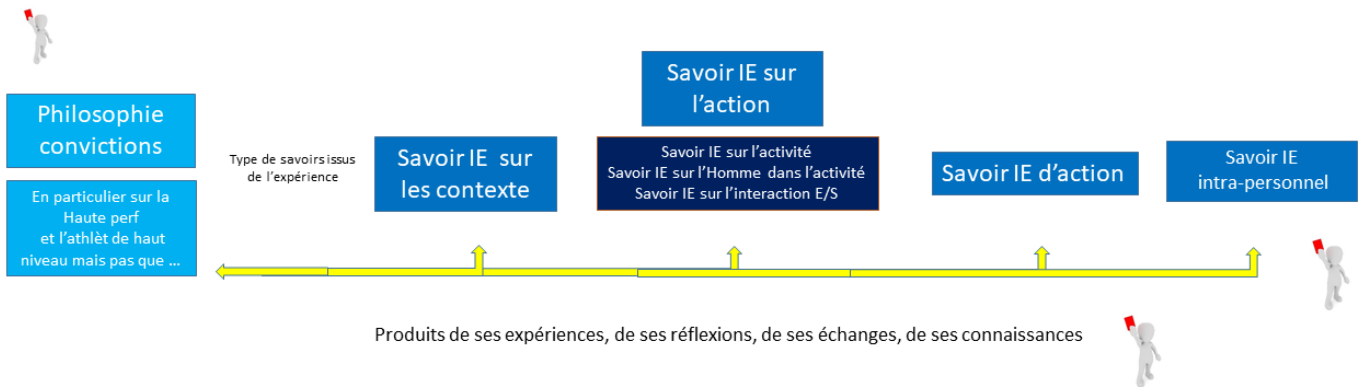 Philosophie
convictions
En particulier sur la
Haute perf
et l'athlèt de haut
niveau mais pas que ...
Type de savoirs issus
de l'expérience
Savoir IE sur
les contexte
Savoir IE sur
l'action
Savoir IE sur l'activité
Savoir IE sur l'Homme dans l'activité
Savoir IE sur l'interaction E/S
Savoir IE d'action
Savoir IE
intra-personnel
Produits de ses expériences, de ses réflexions, de ses échanges, de ses connaissances